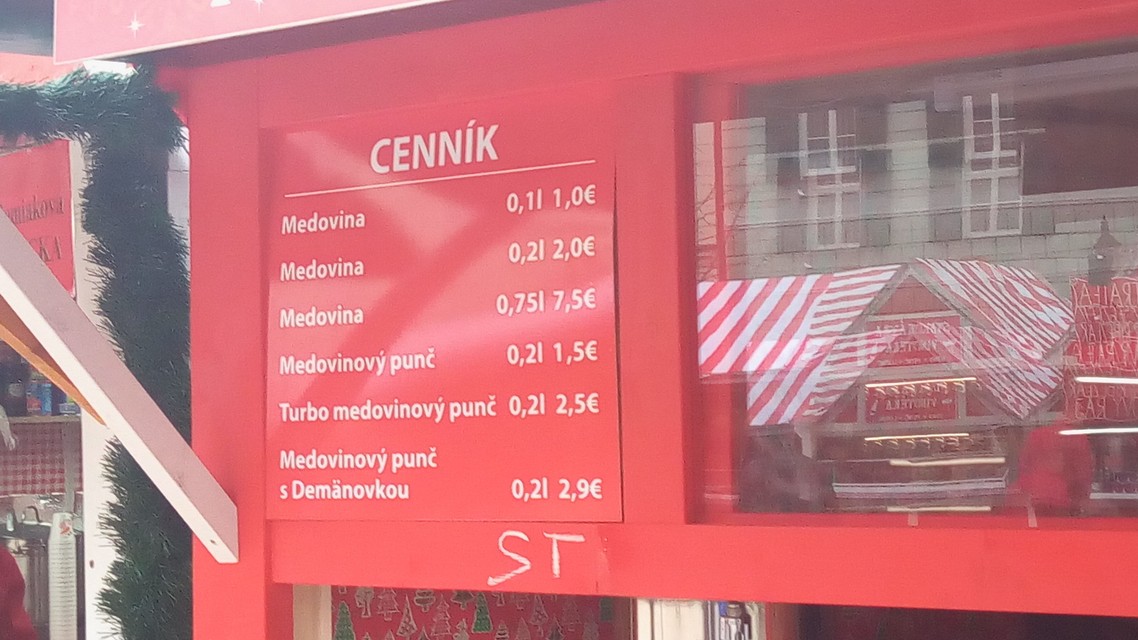 CENNÍK
Medovina 0,1l 1,0€
Medovina 0,2l 2,0€
Medovina 0,75l 7,5€
Medovinový punč 0,2l 1,5€
Turbo medovinový punč 0,2l 2,5€
Medovinový punč
s Demänovkou 0,2l 2,9€
ST